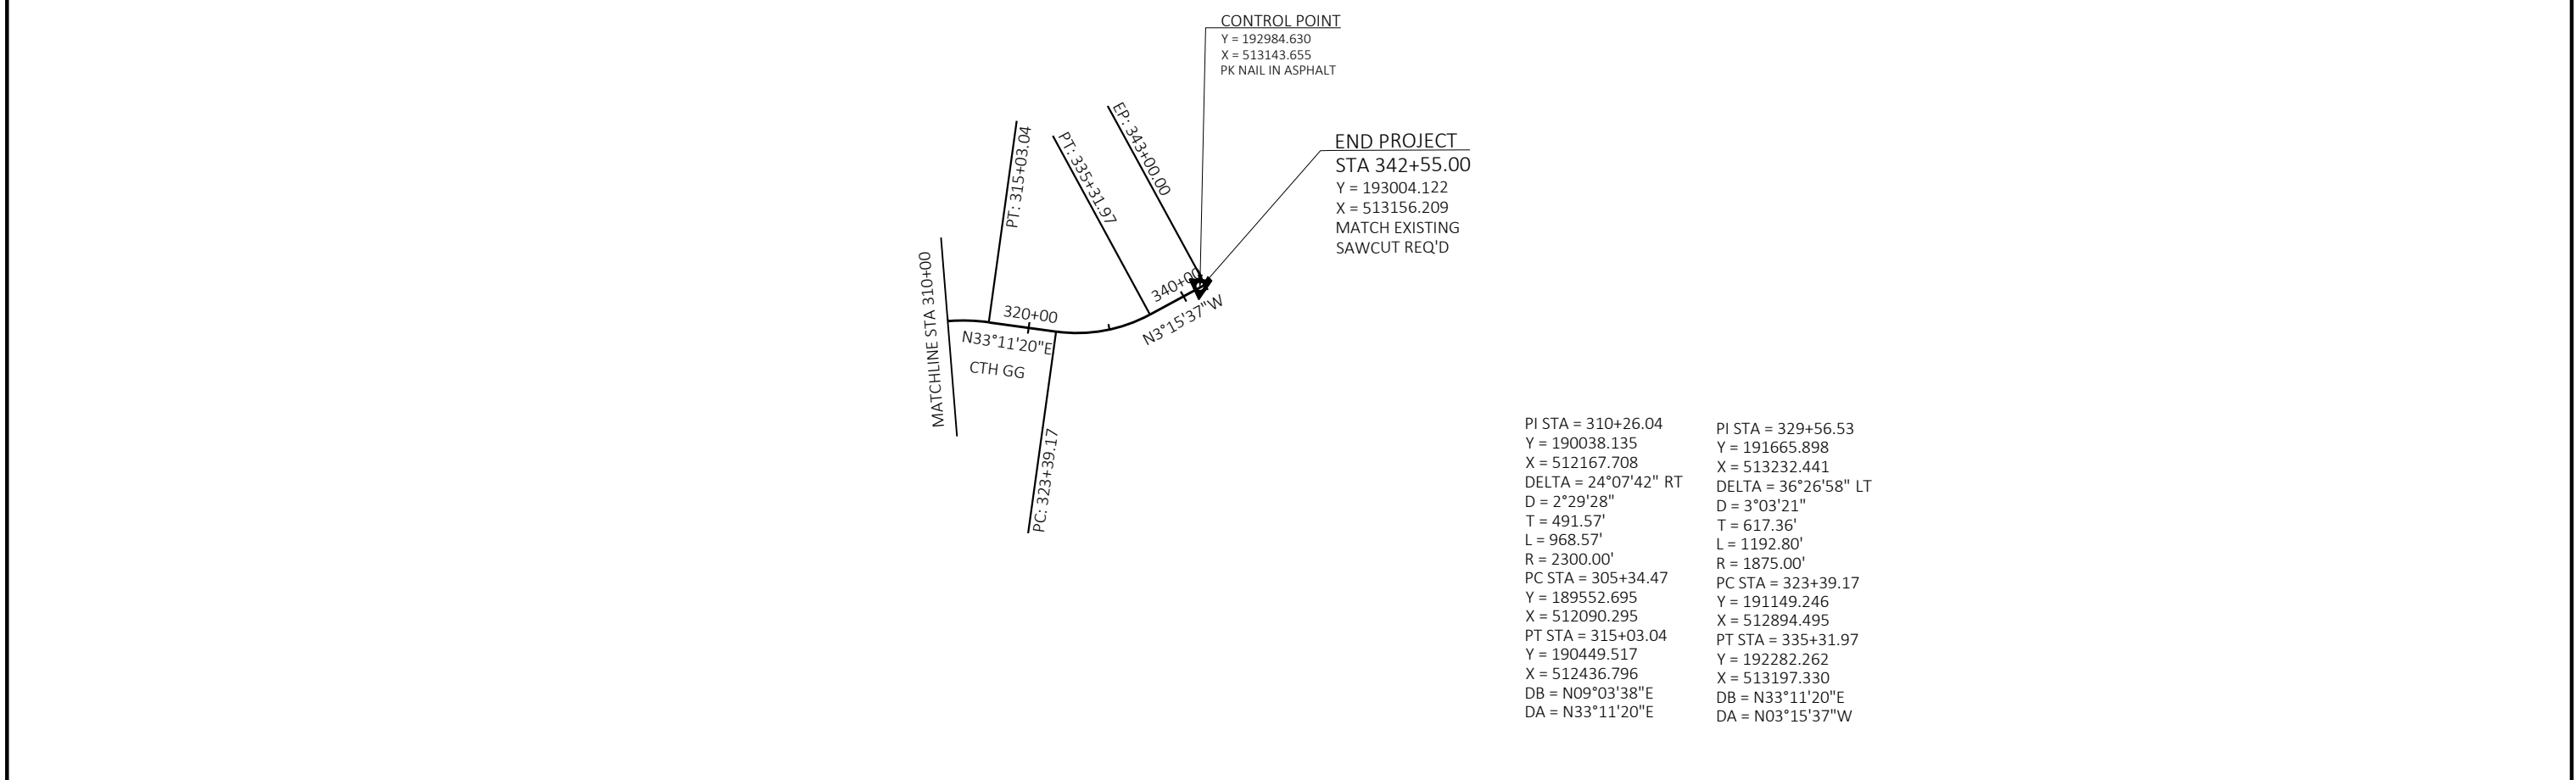 CONTROL POINT
Y = 192984.630
X = 513143.655
PK NAIL IN ASPHALT
END PROJECT
STA 342+55.00
Y = 193004.122
X = 513156.209
MATCH EXISTING
SAWCUT REQ'D
MATCHLINE STA 310+00
PT: 315+03.04
PT: 335+31.97
EP: 343+00.00
320+00
340+00
N33°11'20"E
N3°15'37"W
CTH GG
PC: 323+39.17
PI STA = 310+26.04
Y = 190038.135
X = 512167.708
DELTA = 24°07'42" RT
D = 2°29'28"
T = 491.57'
L = 968.57'
R = 2300.00'
PC STA = 305+34.47
Y = 189552.695
X = 512090.295
PT STA = 315+03.04
Y = 190449.517
X = 512436.796
DB = N09°03'38"E
DA = N33°11'20"E
PI STA = 329+56.53
Y = 191665.898
X = 513232.441
DELTA = 36°26'58" LT
D = 3°03'21"
T = 617.36'
L = 1192.80'
R = 1875.00'
PC STA = 323+39.17
Y = 191149.246
X = 512894.495
PT STA = 335+31.97
Y = 192282.262
X = 513197.330
DB = N33°11'20"E
DA = N03°15'37"W